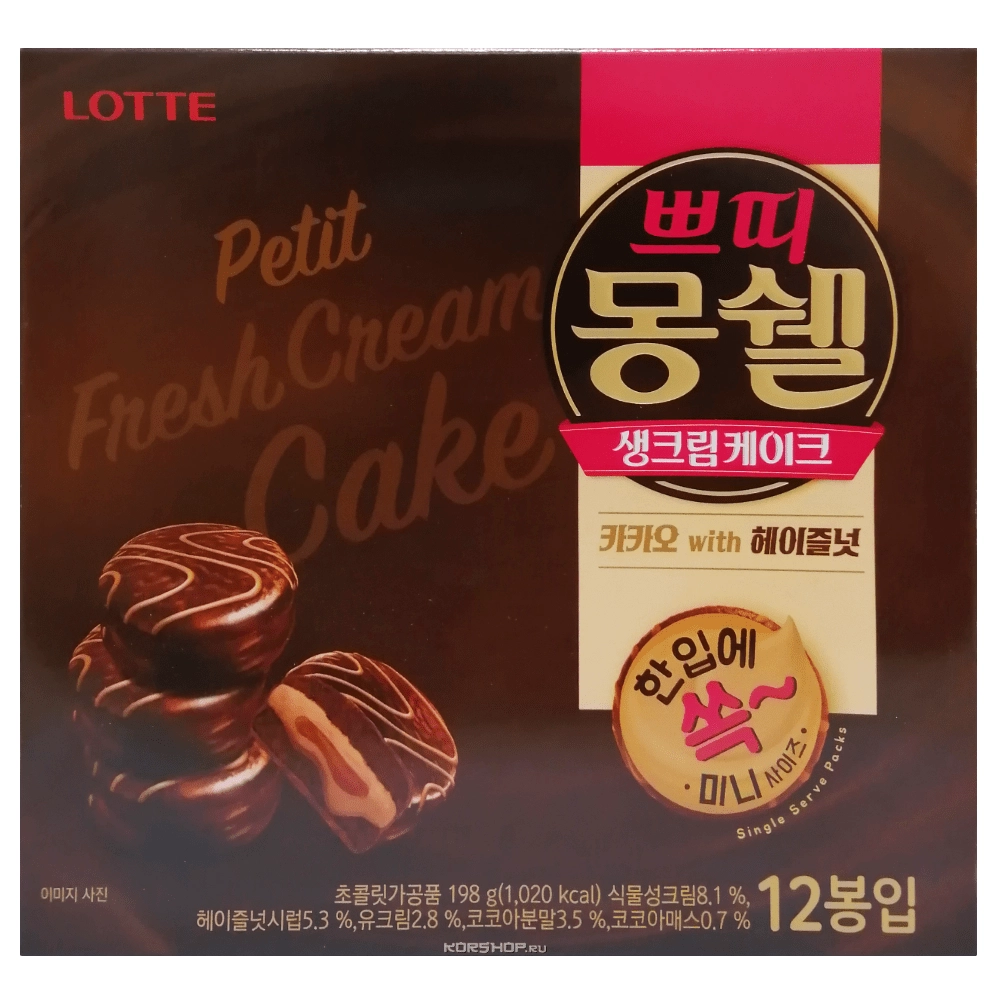 LOTTE
Petit
Fresh Cream
Cake
쁘띠
몽쉘
생크림케이크
카카오 with 헤이즐넛
한입에
쏙~
·미니 사이즈·
Single Serve Packs
이미지 사진
초콜릿가공품 198 g(1,020 kcal) 식물성크림8.1 %,
헤이즐넛시럽5.3 %,유크림2.8 %,코코아분말3.5 %,코코아매스0.7 %
12봉입
KORSHOP.RU